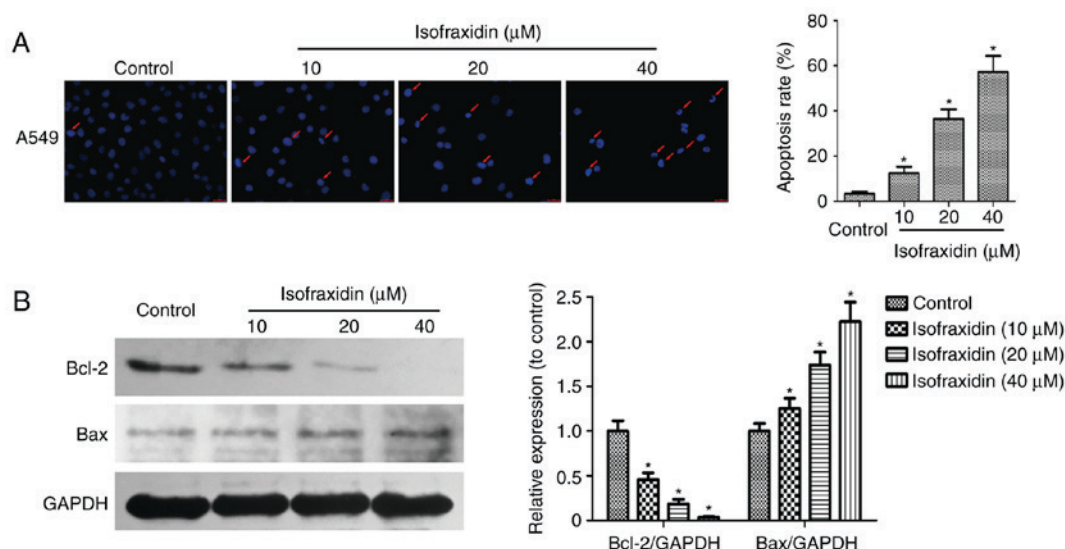 A
Isofraxidin (μM)
Control 10 20 40
A549
Apoptosis rate (%)
80
60
40
20
0
* * *
Control 10 20 40
Isofraxidin (μM)
B
Isofraxidin (μM)
Control 10 20 40
Bcl-2
Bax
GAPDH
Relative expression (to control)
2.5
2.0
1.5
1.0
0.5
0
* * * * * *
Bcl-2/GAPDH Bax/GAPDH
Control
Isofraxidin (10 μM)
Isofraxidin (20 μM)
Isofraxidin (40 μM)